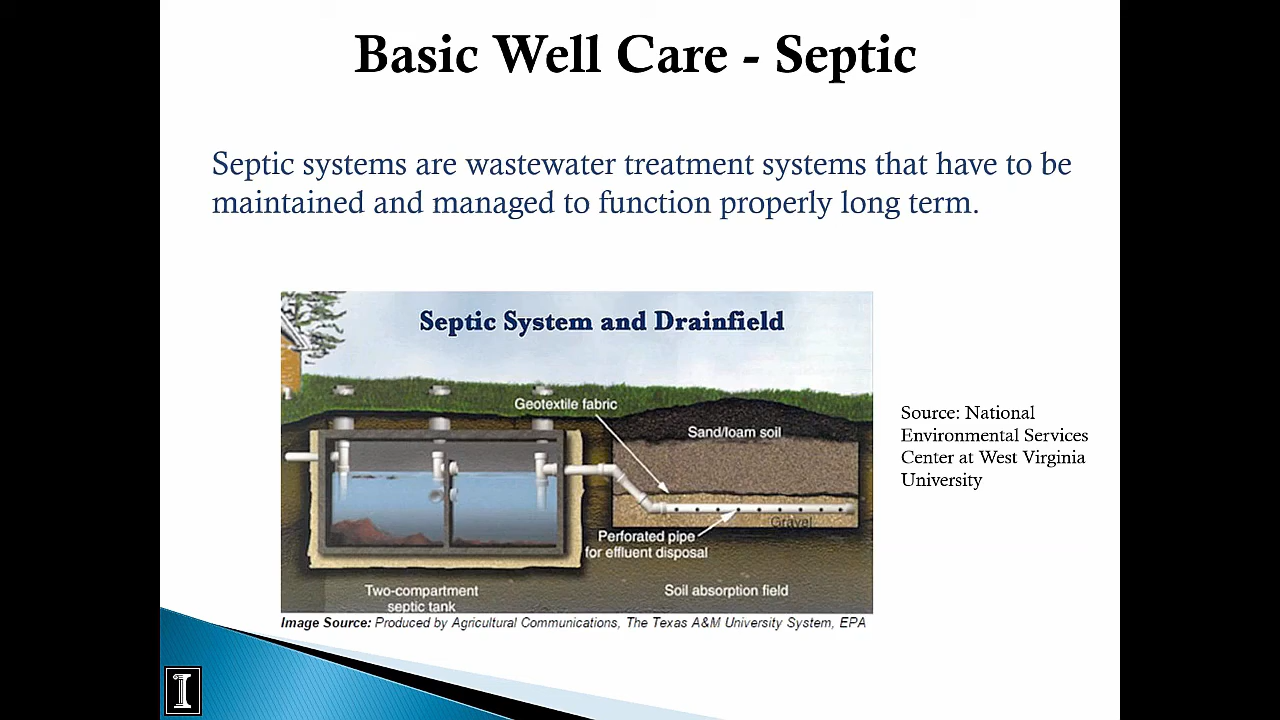 Basic Well Care - Septic
Septic systems are wastewater treatment systems that have to be
maintained and managed to function properly long term.
Septic System and Drainfield
Geotextile fabric
Sand/loam soil
Gravel
Perforated pipe
for effluent disposal
Two-compartment
septic tank
Soil absorption field
Image Source: Produced by Agricultural Communications, The Texas A&M University System, EPA
Source: National
Environmental Services
Center at West Virginia
University
I